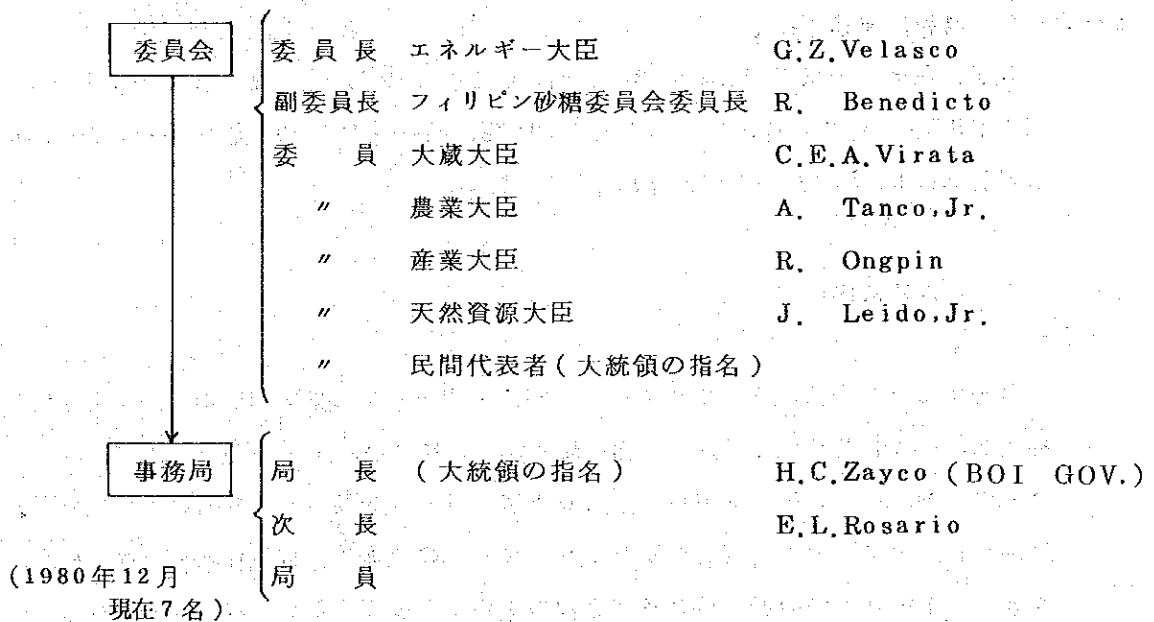 委員会 委員長 エネルギー大臣 G.Z.Velasco
副委員長 フィリピン砂糖委員会委員長 R. Benedicto
委員 大蔵大臣 C.E.A.Virata
〃 農業大臣 A. Tanco,Jr.
〃 産業大臣 R. Ongpin
〃 天然資源大臣 J. Leido,Jr.
〃 民間代表者(大統領の指名)
事務局 局長 (大統領の指名) H.C.Zayco (BOI GOV.)
次長 E.L.Rosario
(1980年12月 局員
現在7名)